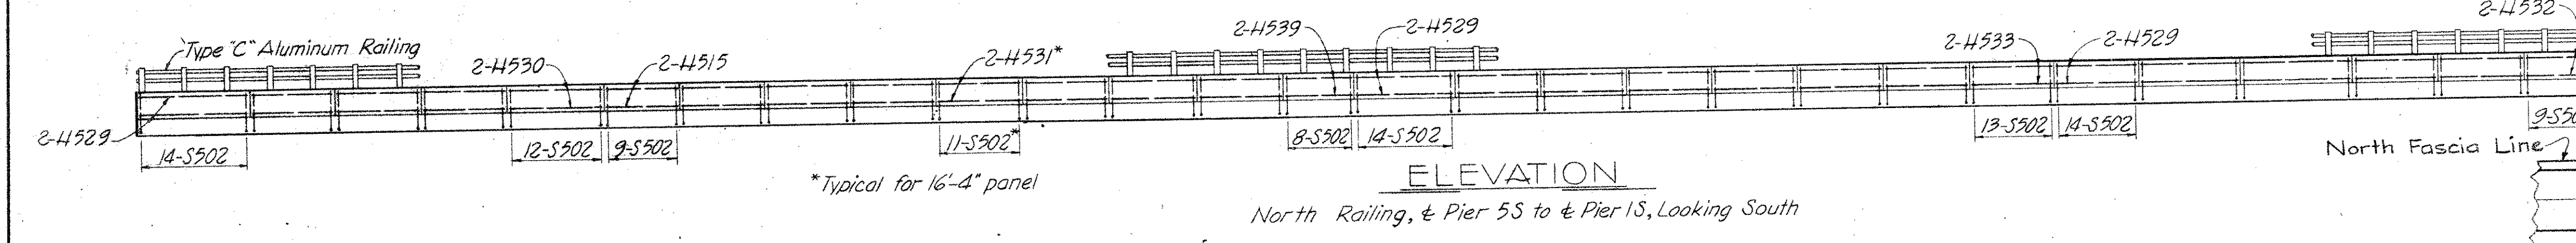 2-H532
2-H539
2-H529
Type "C" Aluminum Railing
2-H533
2-H529
2-H530
2-H515
2-H531*
2-H529
14-S502
12-S502
9-S502
11-S502*
8-S502
14-S502
13-S502
14-S502
9-S50
North Fascia Line
*Typical for 16'-4" panel
ELEVATION
North Railing, ℄ Pier 5S to ℄ Pier 1S, Looking South